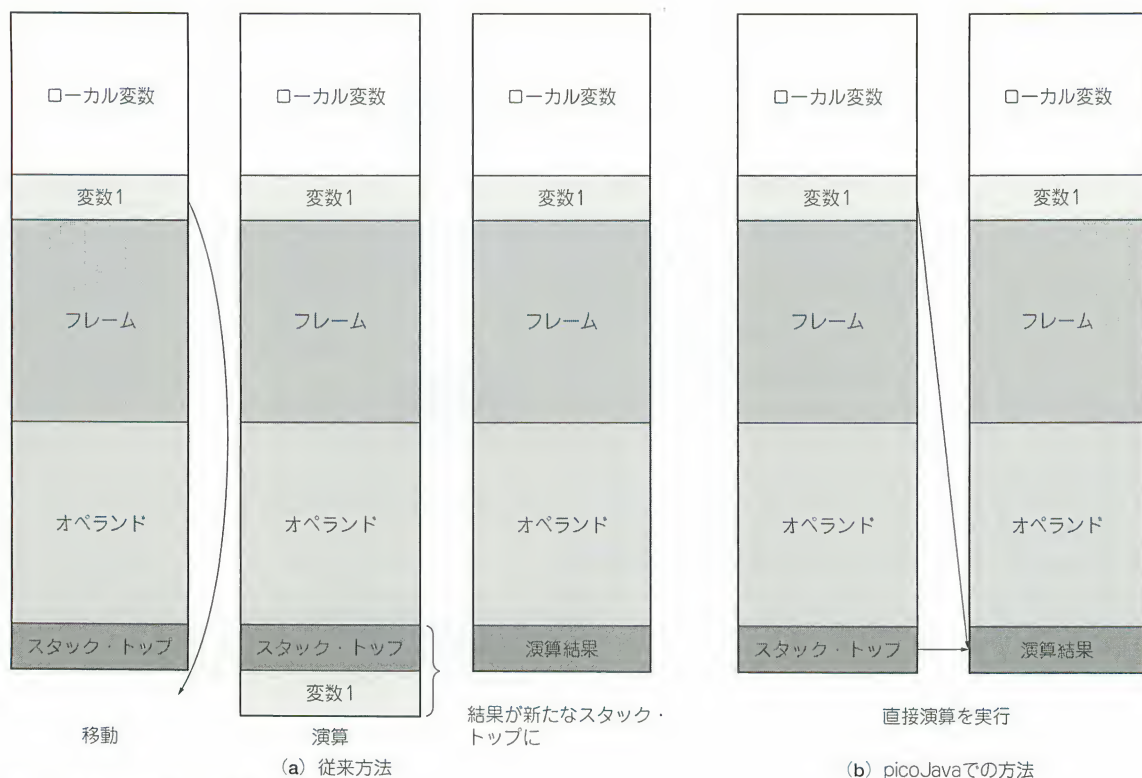 ローカル変数
変数1
フレーム
オペランド
スタック・トップ
移動
ローカル変数
変数1
フレーム
オペランド
スタック・トップ
変数1
演算
ローカル変数
変数1
フレーム
オペランド
演算結果
結果が新たなスタック・
トップに
(a) 従来方法
ローカル変数
変数1
フレーム
オペランド
スタック・トップ
ローカル変数
変数1
フレーム
オペランド
演算結果
直接演算を実行
(b) picoJavaでの方法